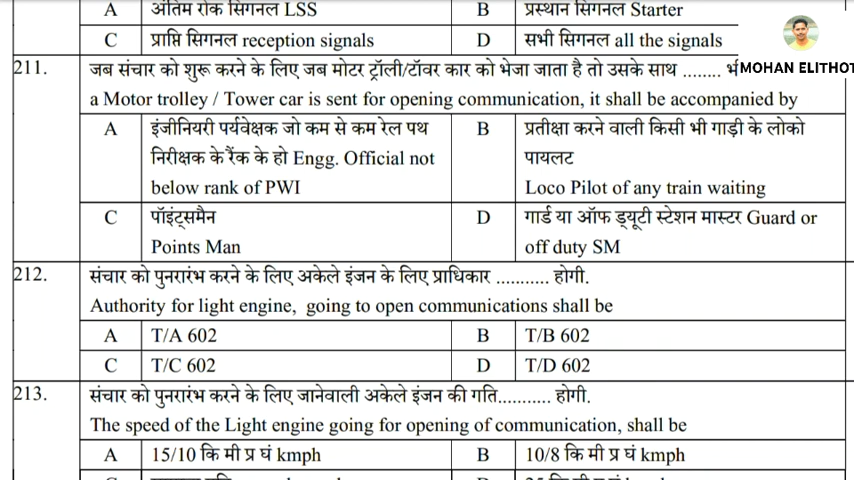 A अंतिम रोक सिगनल LSS B प्रस्थान सिगनल Starter
C प्राप्ति सिगनल reception signals D सभी सिगनल all the signals
MOHAN ELITHOT
211. जब संचार को शुरू करने के लिए जब मोटर ट्रॉली/टॉवर कार को भेजा जाता है तो उसके साथ ........
a Motor trolley / Tower car is sent for opening communication, it shall be accompanied by
A इंजीनियरी पर्यवेक्षक जो कम से कम रेल पथ B प्रतीक्षा करने वाली किसी भी गाड़ी के लोको
निरीक्षक के रैंक के हो Engg. Official not पायलट
below rank of PWI Loco Pilot of any train waiting
C पॉइंट्समैन D गार्ड या ऑफ ड्यूटी स्टेशन मास्टर Guard or
Points Man off duty SM
212. संचार को पुनरारंभ करने के लिए अकेले इंजन के लिए प्राधिकार ........... होगी.
Authority for light engine, going to open communications shall be
A T/A 602 B T/B 602
C T/C 602 D T/D 602
213. संचार को पुनरारंभ करने के लिए जानेवाली अकेले इंजन की गति........... होगी.
The speed of the Light engine going for opening of communication, shall be
A 15/10 कि मी प्र घं kmph B 10/8 कि मी प्र घं kmph